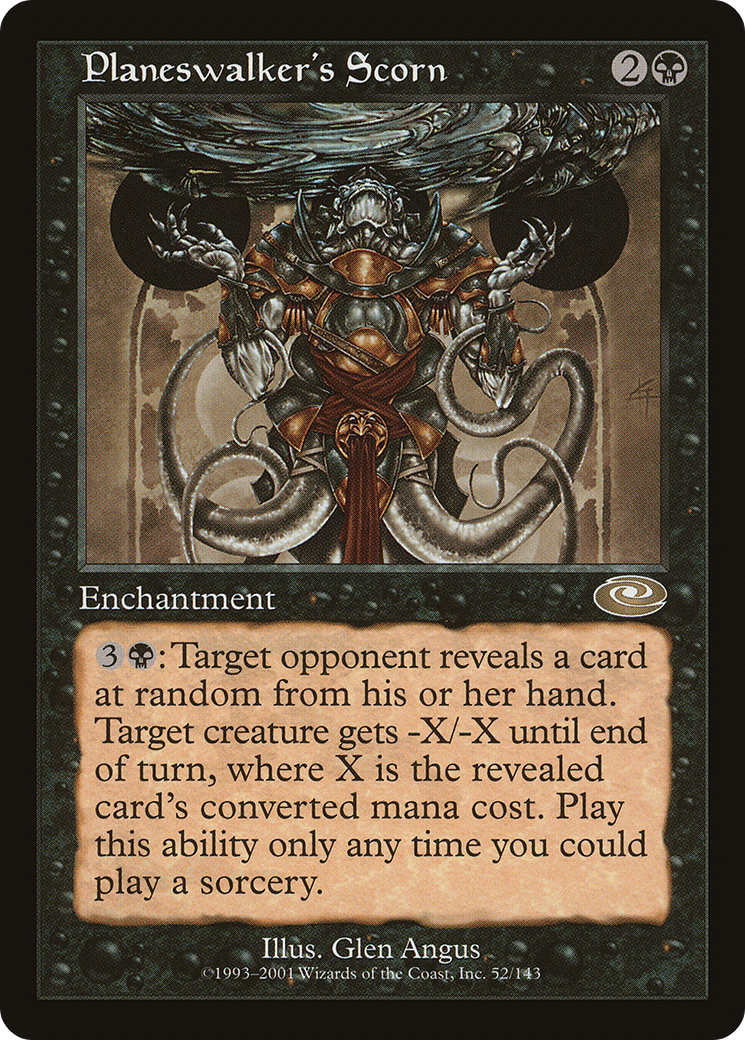 Planeswalker's Scorn 2
Enchantment
3 : Target opponent reveals a card
at random from his or her hand.
Target creature gets -X/-X until end
of turn, where X is the revealed
card's converted mana cost. Play
this ability only any time you could
play a sorcery.
Illus. Glen Angus
©1993–2001 Wizards of the Coast, Inc. 52/143